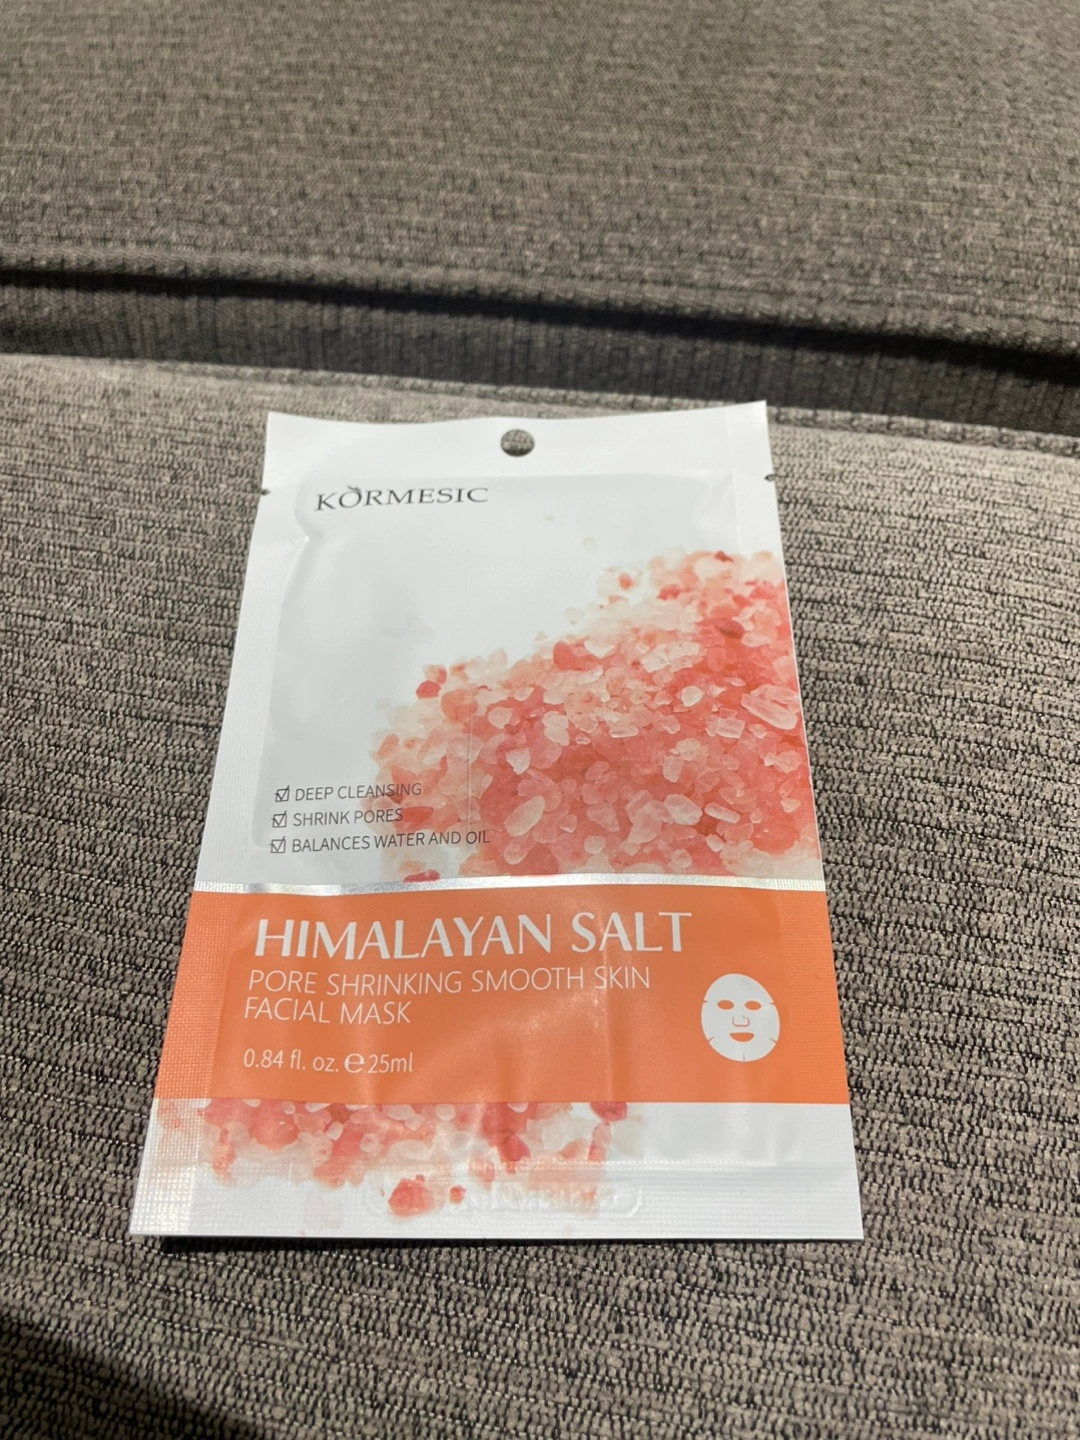 KÒRMESIC
☑ DEEP CLEANSING
☑ SHRINK PORES
☑ BALANCES WATER AND OIL
HIMALAYAN SALT
PORE SHRINKING SMOOTH SKIN
FACIAL MASK
0.84 fl. oz. ℮ 25ml